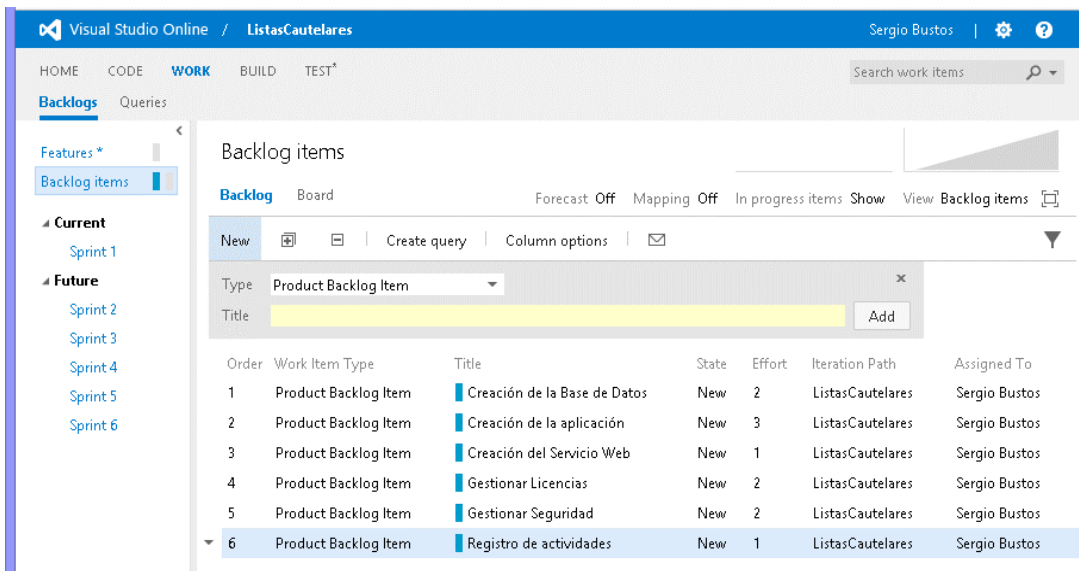 Visual Studio Online / ListasCautelares Sergio Bustos | ?
HOME CODE WORK BUILD TEST* Search work items
Backlogs Queries
Features *
Backlog items
Current
Sprint 1
Future
Sprint 2
Sprint 3
Sprint 4
Sprint 5
Sprint 6
Backlog items
Backlog Board Forecast Off Mapping Off In progress items Show View Backlog items
New Create query Column options
Type Product Backlog Item
Title Add
Order Work Item Type Title State Effort Iteration Path Assigned To
1 Product Backlog Item Creación de la Base de Datos New 2 ListasCautelares Sergio Bustos
2 Product Backlog Item Creación de la aplicación New 3 ListasCautelares Sergio Bustos
3 Product Backlog Item Creación del Servicio Web New 1 ListasCautelares Sergio Bustos
4 Product Backlog Item Gestionar Licencias New 2 ListasCautelares Sergio Bustos
5 Product Backlog Item Gestionar Seguridad New 2 ListasCautelares Sergio Bustos
6 Product Backlog Item Registro de actividades New 1 ListasCautelares Sergio Bustos